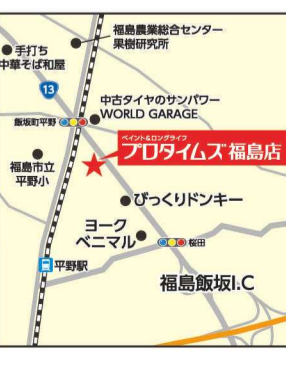 福島農業総合センター
果樹研究所
手打ち
中華そば和屋
13
中古タイヤのサンパワー
WORLD GARAGE
飯坂町平野
ペイント&ロングライフ
プロタイムズ福島店
福島市立
平野小
びっくりドンキー
ヨーク
ベニマル
桜田
平野駅
福島飯坂I.C